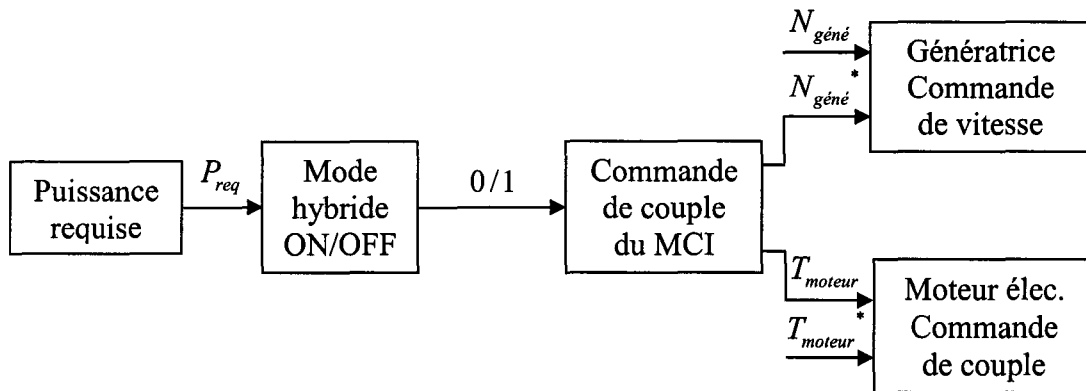 Puissance
requise
P_req
Mode
hybride
ON/OFF
0/1
Commande
de couple
du MCI
N_géné
N_géné*
Génératrice
Commande
de vitesse
T_moteur
T_moteur*
Moteur élec.
Commande
de couple